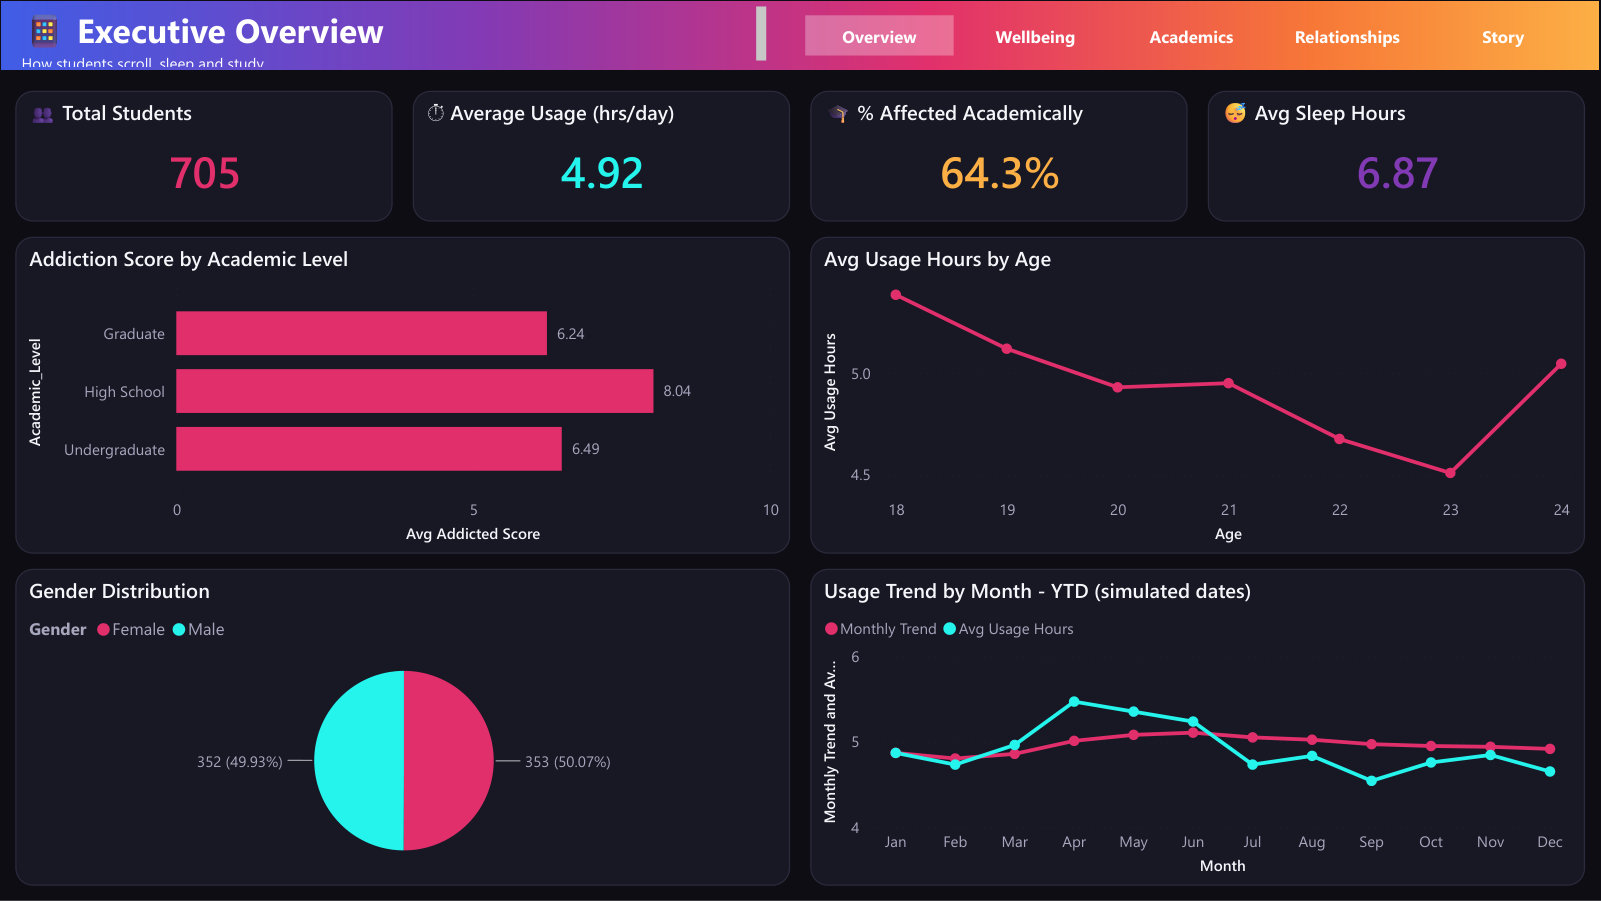 Executive Overview
How students scroll, sleep and study
Overview
Wellbeing
Academics
Relationships
Story
Total Students
705
Average Usage (hrs/day)
4.92
% Affected Academically
64.3%
Avg Sleep Hours
6.87
Addiction Score by Academic Level
Academic_Level
Graduate
6.24
High School
8.04
Undergraduate
6.49
0
5
10
Avg Addicted Score
Avg Usage Hours by Age
Avg Usage Hours
5.0
4.5
18
19
20
21
22
23
24
Age
Gender Distribution
Gender
Female
Male
352 (49.93%)
353 (50.07%)
Usage Trend by Month - YTD (simulated dates)
Monthly Trend
Avg Usage Hours
Monthly Trend and Av...
6
5
4
Jan
Feb
Mar
Apr
May
Jun
Jul
Aug
Sep
Oct
Nov
Dec
Month